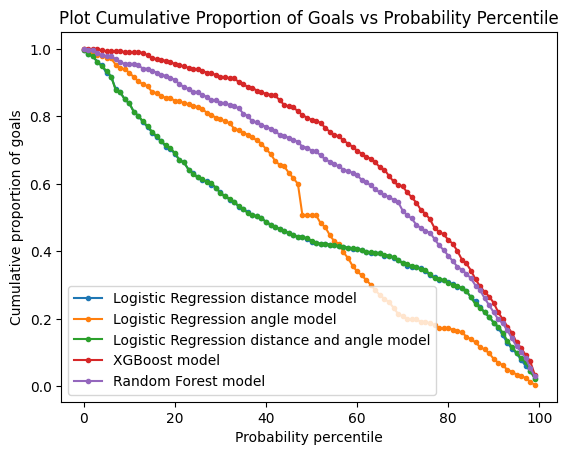 Plot Cumulative Proportion of Goals vs Probability Percentile
Cumulative proportion of goals
1.0
0.8
0.6
0.4
0.2
0.0
Logistic Regression distance model
Logistic Regression angle model
Logistic Regression distance and angle model
XGBoost model
Random Forest model
0
20
40
60
80
100
Probability percentile